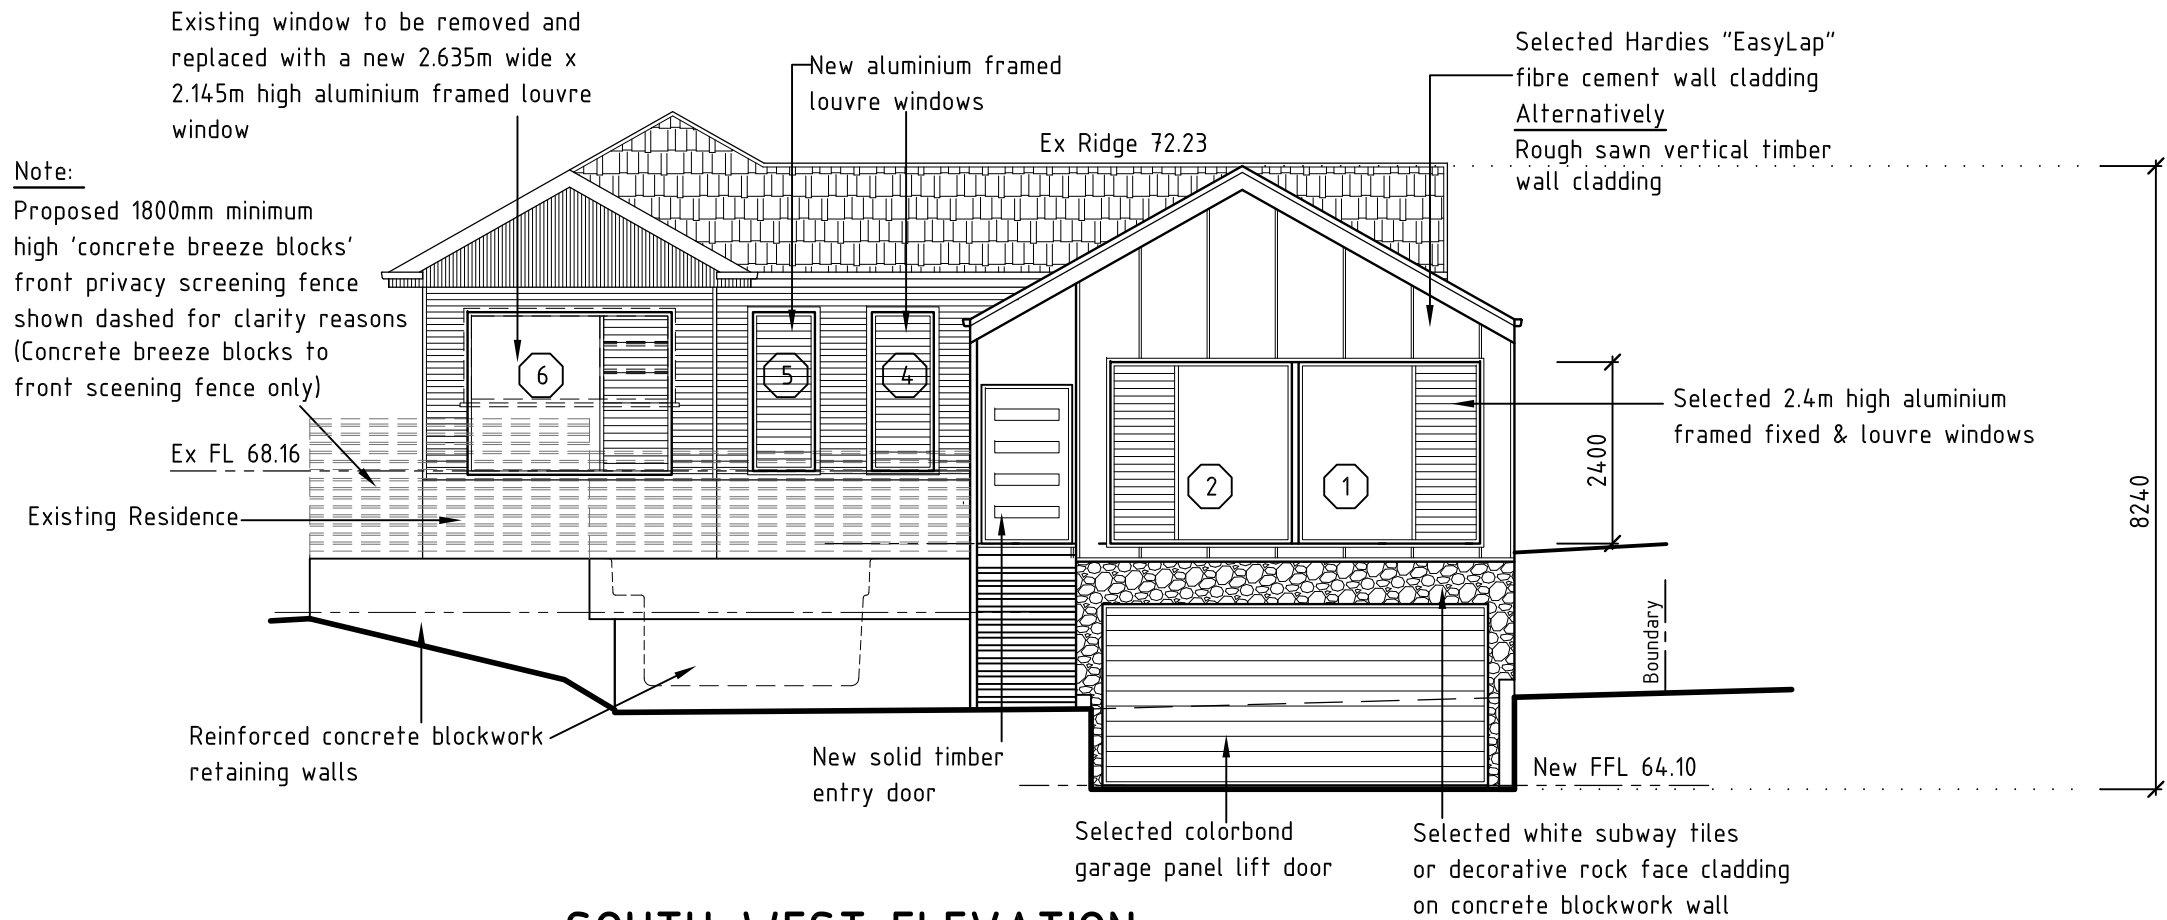 Existing window to be removed and
replaced with a new 2.635m wide x
2.145m high aluminium framed louvre
window
New aluminium framed
louvre windows
Selected Hardies "EasyLap"
fibre cement wall cladding
Alternatively
Rough sawn vertical timber
wall cladding
Ex Ridge 72.23
Note:
Proposed 1800mm minimum
high 'concrete breeze blocks'
front privacy screening fence
shown dashed for clarity reasons
(Concrete breeze blocks to
front sceening fence only)
6
5
4
2
1
Selected 2.4m high aluminium
framed fixed & louvre windows
2400
8240
Ex FL 68.16
Existing Residence
Boundary
Reinforced concrete blockwork
retaining walls
New solid timber
entry door
New FFL 64.10
Selected colorbond
garage panel lift door
Selected white subway tiles
or decorative rock face cladding
on concrete blockwork wall
SOUTH WEST ELEVATION